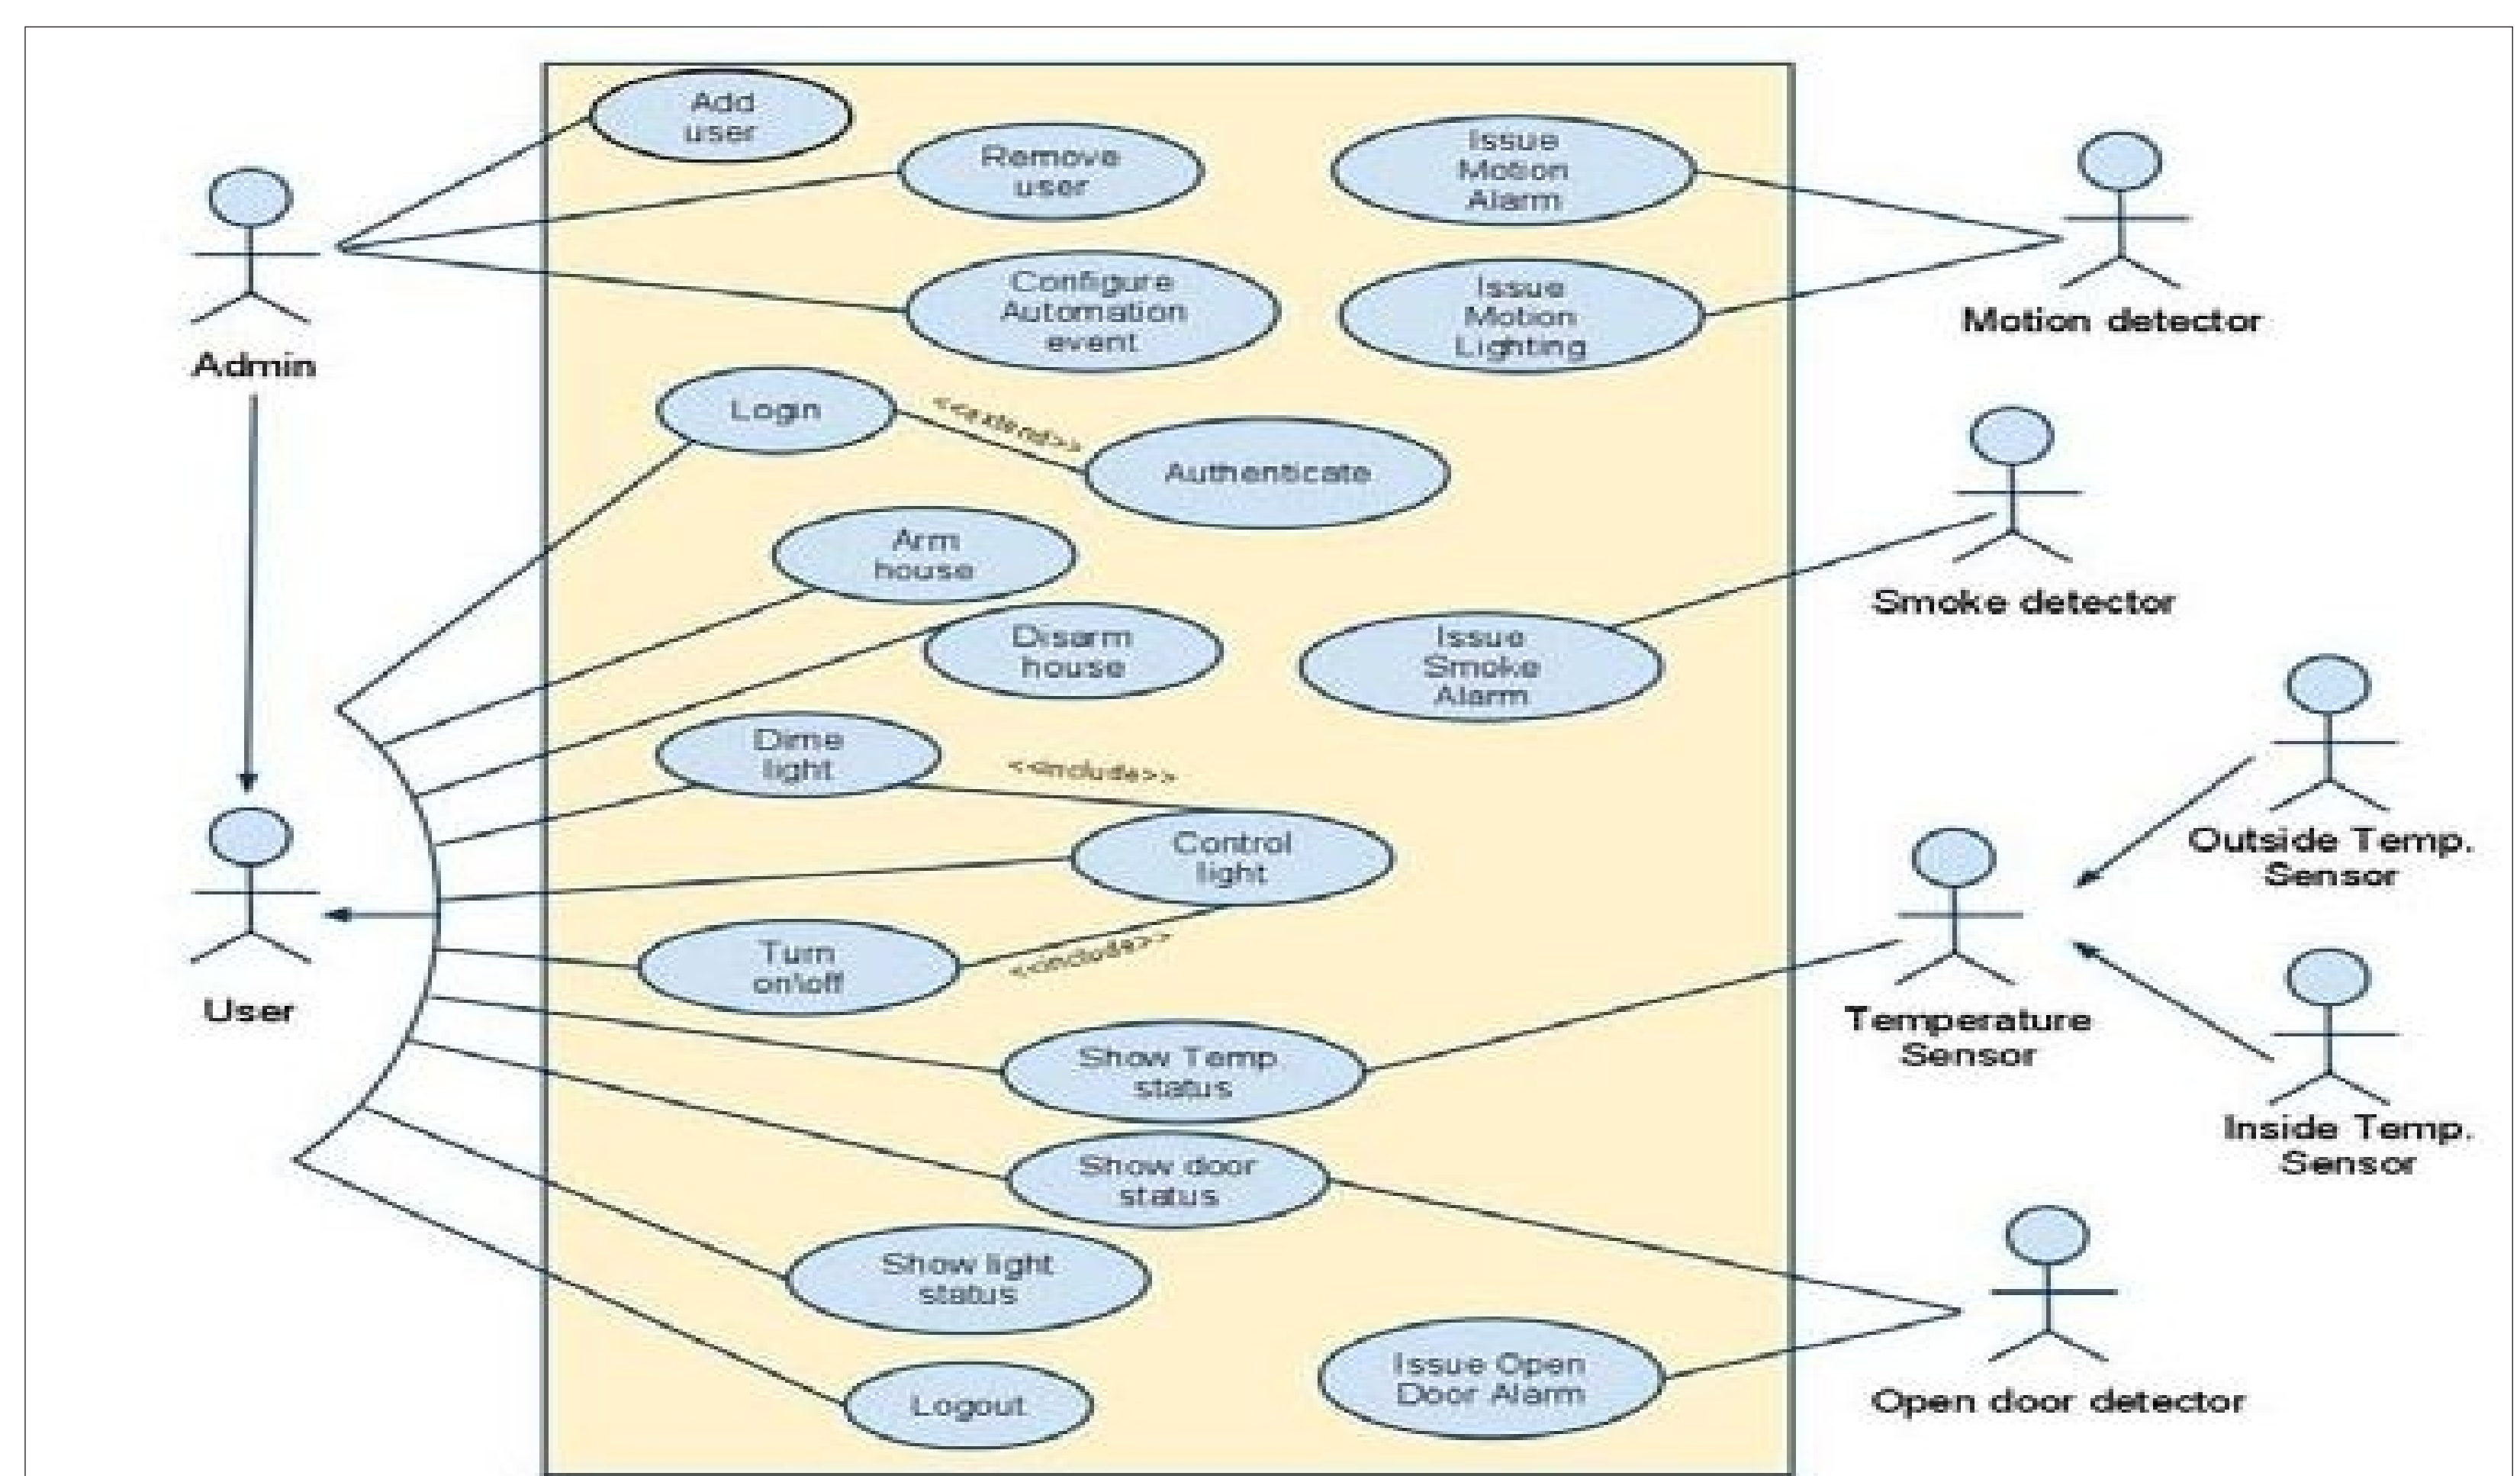 Add
user
Remove
user
Issue
Motion
Alarm
Configure
Automation
event
Issue
Motion
Lighting
Motion detector
Admin
Login
<<extend>>
Authenticate
Arm
house
Smoke detector
Disarm
house
Issue
Smoke
Alarm
Dime
light
<<include>>
Control
light
Outside Temp.
Sensor
Turn
on\off
<<include>>
User
Temperature
Sensor
Show Temp.
status
Inside Temp.
Sensor
Show door
status
Show light
status
Issue Open
Door Alarm
Logout
Open door detector